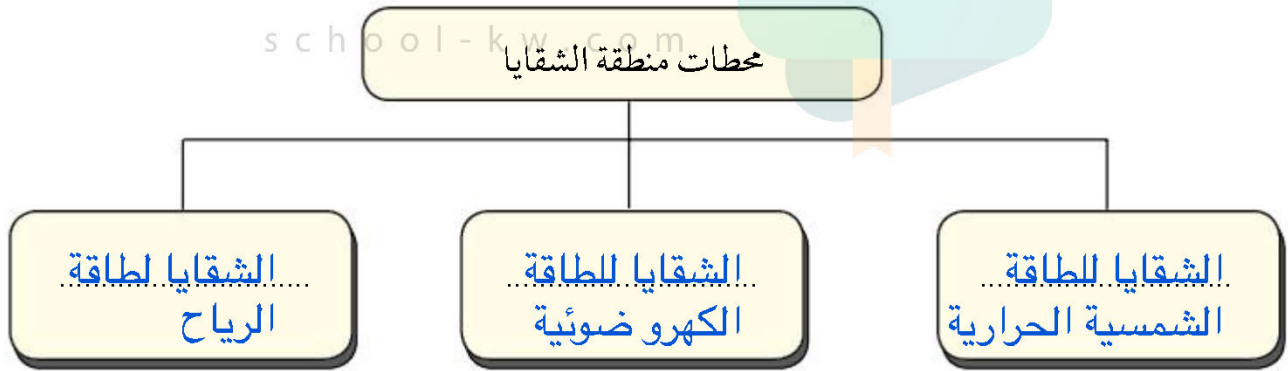 school-kw.com
محطات منطقة الشقايا
الشقايا للطاقة
الشمسية الحرارية
الشقايا للطاقة
الكهرو ضوئية
الشقايا لطاقة
الرياح